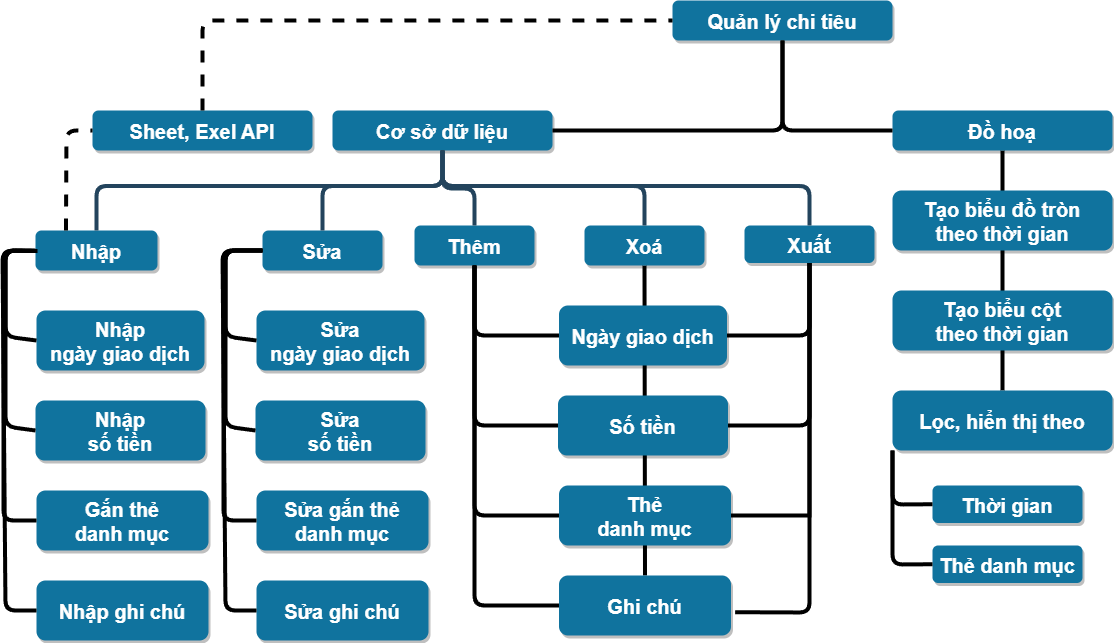 Quản lý chi tiêu
Sheet, Exel API
Cơ sở dữ liệu
Đồ hoạ
Nhập
Sửa
Thêm
Xoá
Xuất
Nhập
ngày giao dịch
Nhập
số tiền
Gắn thẻ
danh mục
Nhập ghi chú
Sửa
ngày giao dịch
Sửa
số tiền
Sửa gắn thẻ
danh mục
Sửa ghi chú
Ngày giao dịch
Số tiền
Thẻ
danh mục
Ghi chú
Tạo biểu đồ tròn
theo thời gian
Tạo biểu cột
theo thời gian
Lọc, hiển thị theo
Thời gian
Thẻ danh mục